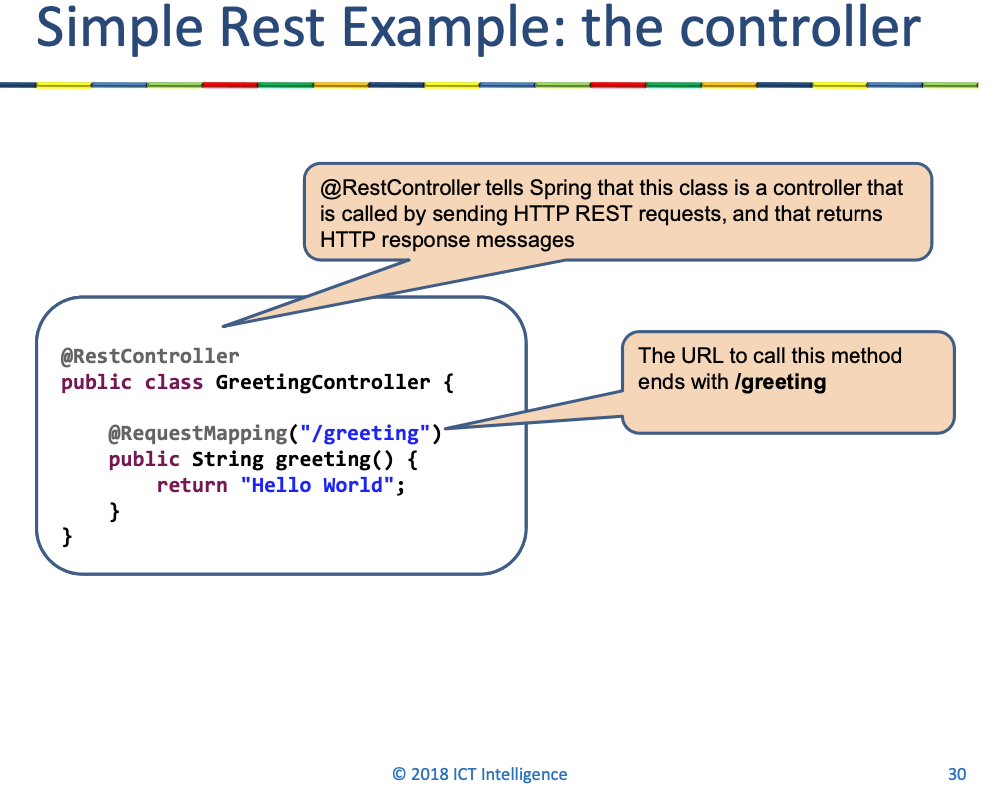 Simple Rest Example: the controller
@RestController tells Spring that this class is a controller that
is called by sending HTTP REST requests, and that returns
HTTP response messages
@RestController
public class GreetingController {
@RequestMapping("/greeting")
public String greeting() {
return "Hello World";
}
}
The URL to call this method
ends with /greeting
© 2018 ICT Intelligence
30